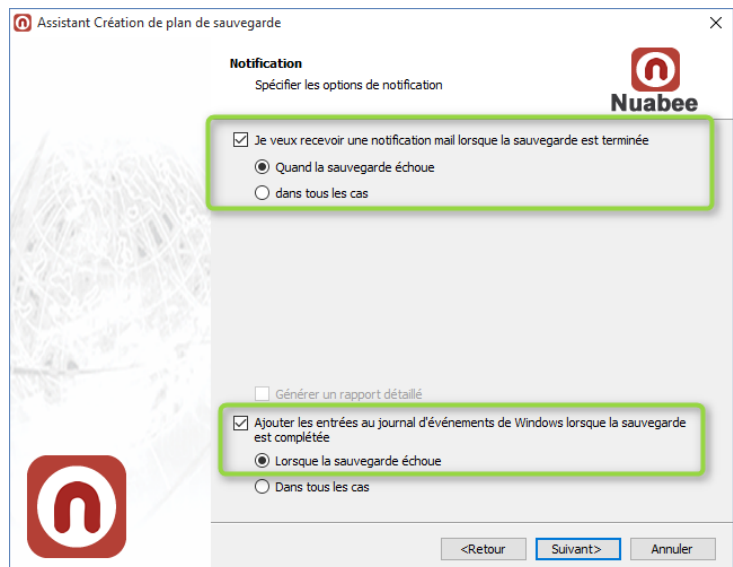 Assistant Création de plan de sauvegarde
Notification
Spécifier les options de notification
Nuabee
Je veux recevoir une notification mail lorsque la sauvegarde est terminée
Quand la sauvegarde échoue
dans tous les cas
Générer un rapport détaillé
Ajouter les entrées au journal d'événements de Windows lorsque la sauvegarde
est complétée
Lorsque la sauvegarde échoue
Dans tous les cas
<Retour
Suivant>
Annuler